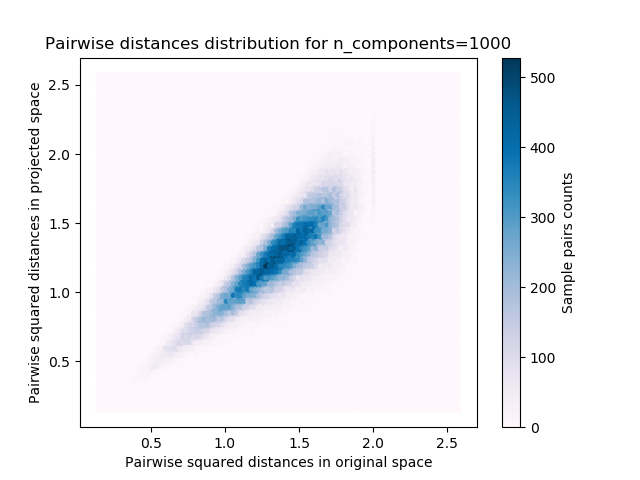 Pairwise distances distribution for n_components=1000
Pairwise squared distances in projected space
2.5
2.0
1.5
1.0
0.5
0.5 1.0 1.5 2.0 2.5
Pairwise squared distances in original space
500
400
300
200
100
0
Sample pairs counts